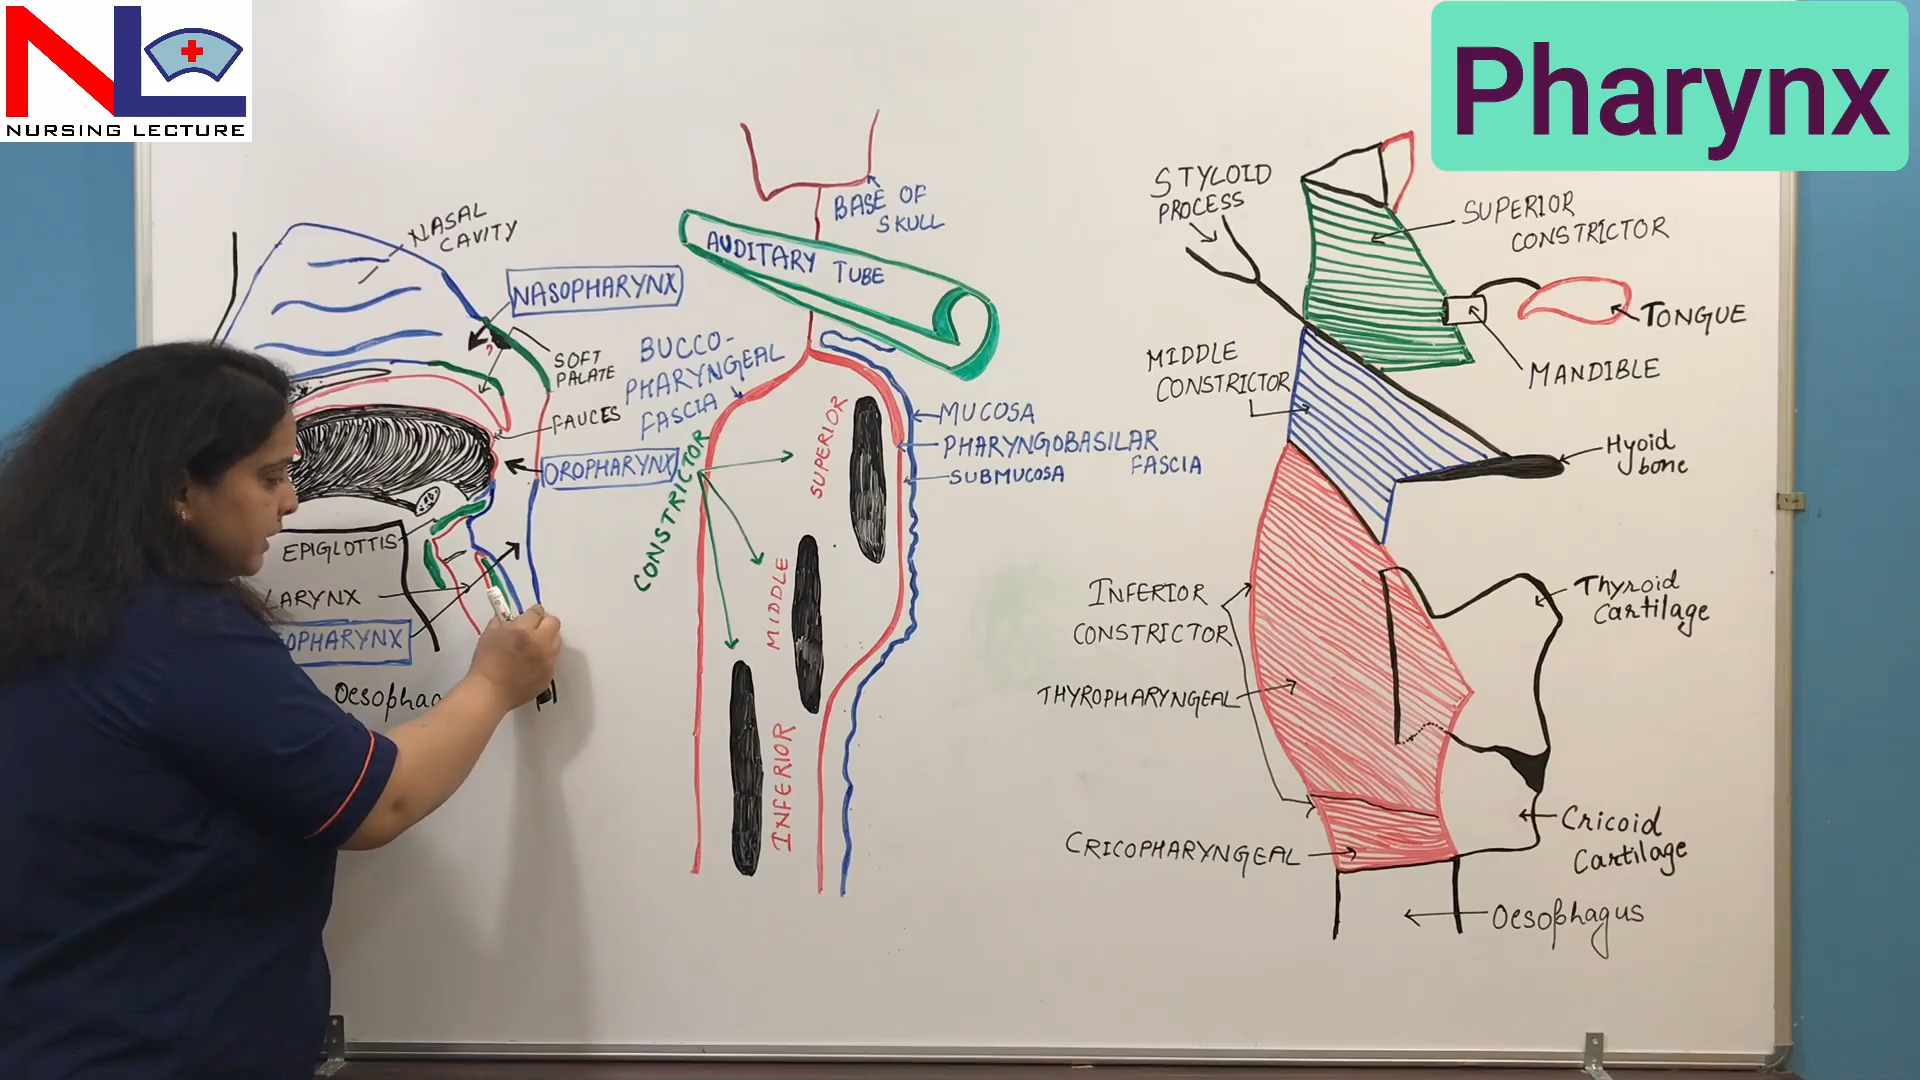 NL
NURSING LECTURE
Pharynx
NASAL
CAVITY
NASOPHARYNX
SOFT
PALATE
FAUCES
OROPHARYNX
EPIGLOTTIS
LARYNX
OPHARYNX
Oesophag
BASE OF
SKULL
AUDITARY TUBE
BUCCO-
PHARYNGEAL
FASCIA
CONSTRICTOR
SUPERIOR
MIDDLE
INFERIOR
MUCOSA
PHARYNGOBASILAR
FASCIA
SUBMUCOSA
STYLOID
PROCESS
SUPERIOR
CONSTRICTOR
TONGUE
MANDIBLE
MIDDLE
CONSTRICTOR
Hyoid
bone
INFERIOR
CONSTRICTOR
Thyroid
Cartilage
THYROPHARYNGEAL
CRICOPHARYNGEAL
Cricoid
Cartilage
Oesophagus